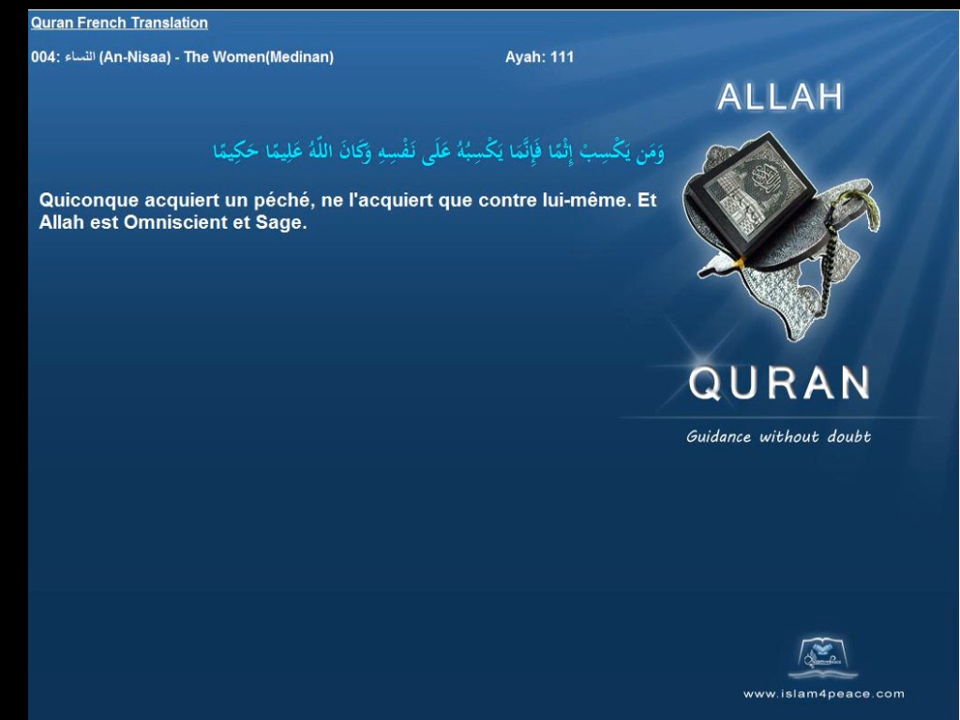 Quran French Translation
004: النساء (An-Nisaa) - The Women(Medinan) Ayah: 111
ALLAH
وَمَن يَكْسِبْ إِثْمًا فَإِنَّمَا يَكْسِبُهُ عَلَى نَفْسِهِ وَكَانَ اللّهُ عَلِيمًا حَكِيمًا
Quiconque acquiert un péché, ne l'acquiert que contre lui-même. Et
Allah est Omniscient et Sage.
QURAN
Guidance without doubt
www.islam4peace.com